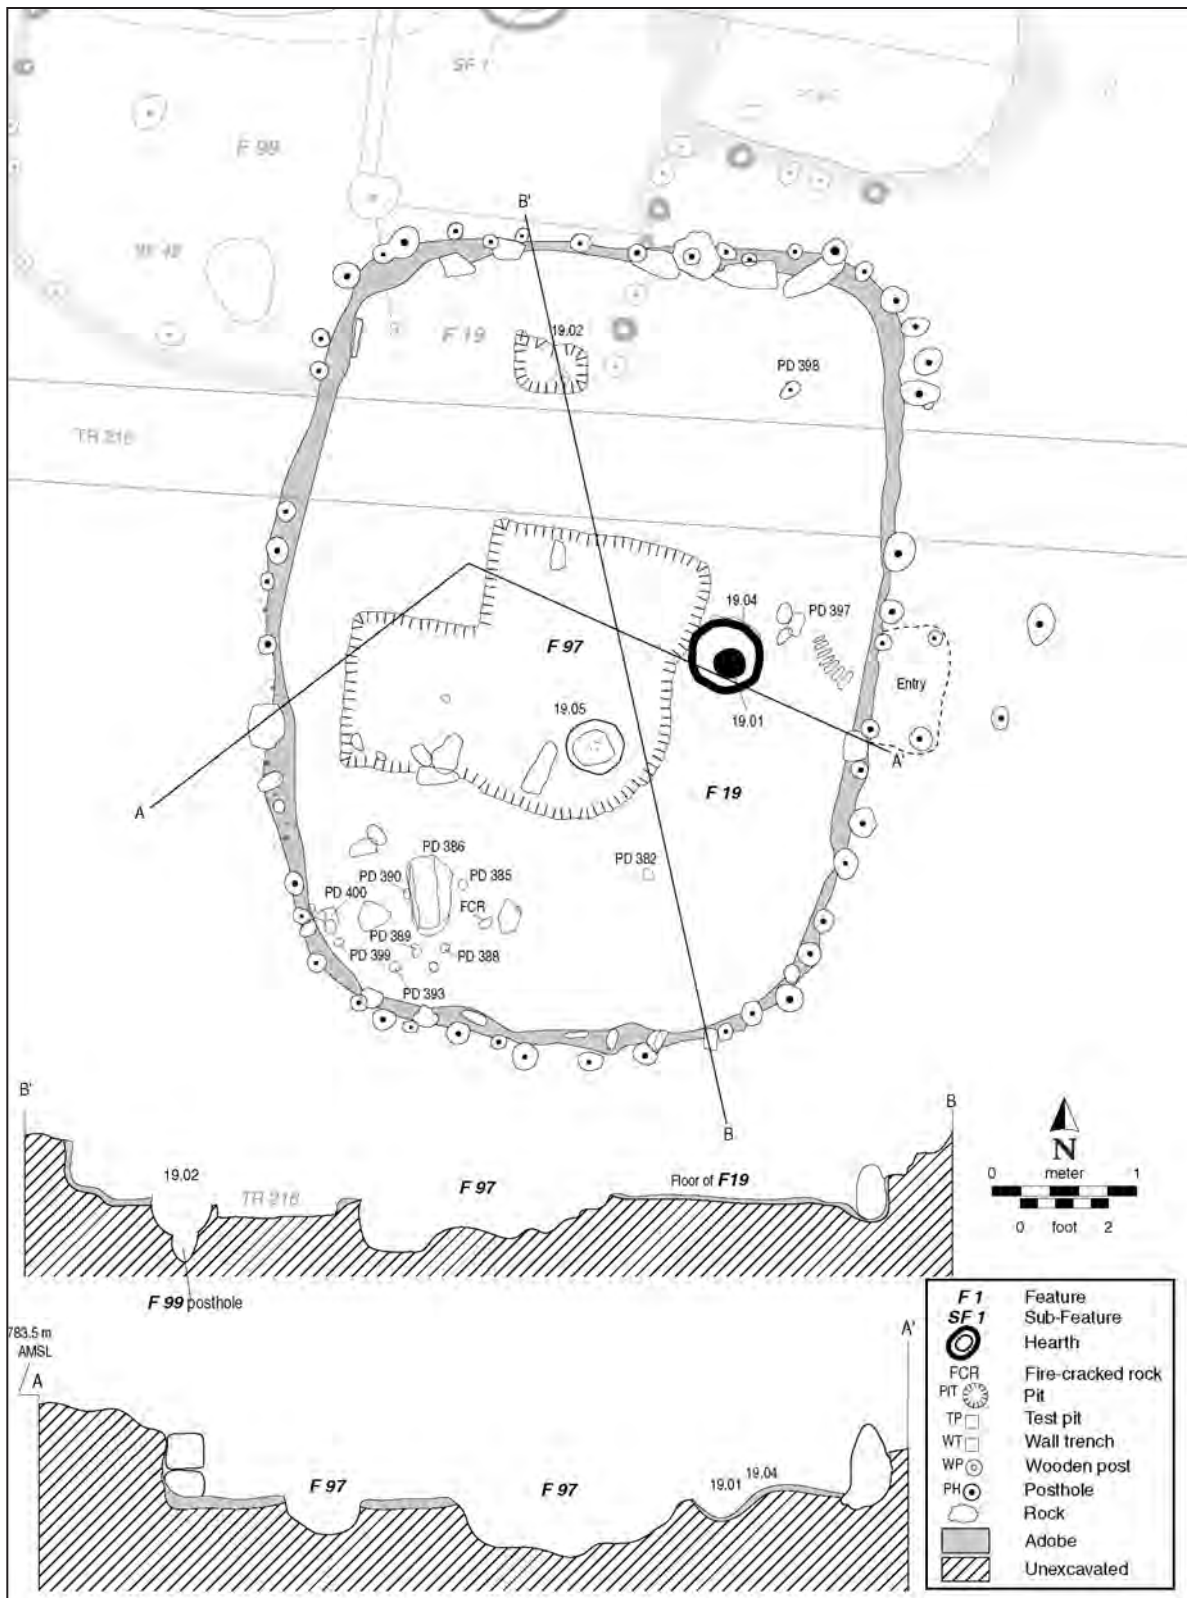 SF 1
F 99
B'
19.02
F 19
PD 398
TR 216
19.04
PD 397
F 97
Entry
19.05
19.01
A'
F 19
A
PD 386
PD 382
PD 390
PD 385
PD 400
FCR
PD 389
PD 399
PD 388
PD 393
B
B'
B
N
0 meter 1
0 foot 2
19.02
TR 216
F 97
Floor of F19
F 99 posthole
783.5 m
AMSL
A
A'
F 97
F 97
19.01
19.04
F 1 Feature
SF 1 Sub-Feature
Hearth
FCR Fire-cracked rock
PIT Pit
TP Test pit
WT Wall trench
WP Wooden post
PH Posthole
Rock
Adobe
Unexcavated